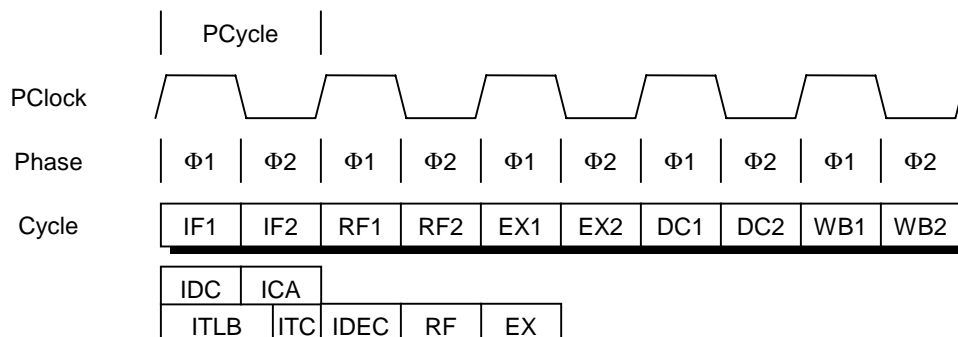 PCycle
PClock
Phase Φ1 Φ2 Φ1 Φ2 Φ1 Φ2 Φ1 Φ2 Φ1 Φ2
Cycle IF1 IF2 RF1 RF2 EX1 EX2 DC1 DC2 WB1 WB2
IDC ICA
ITLB ITC IDEC RF EX